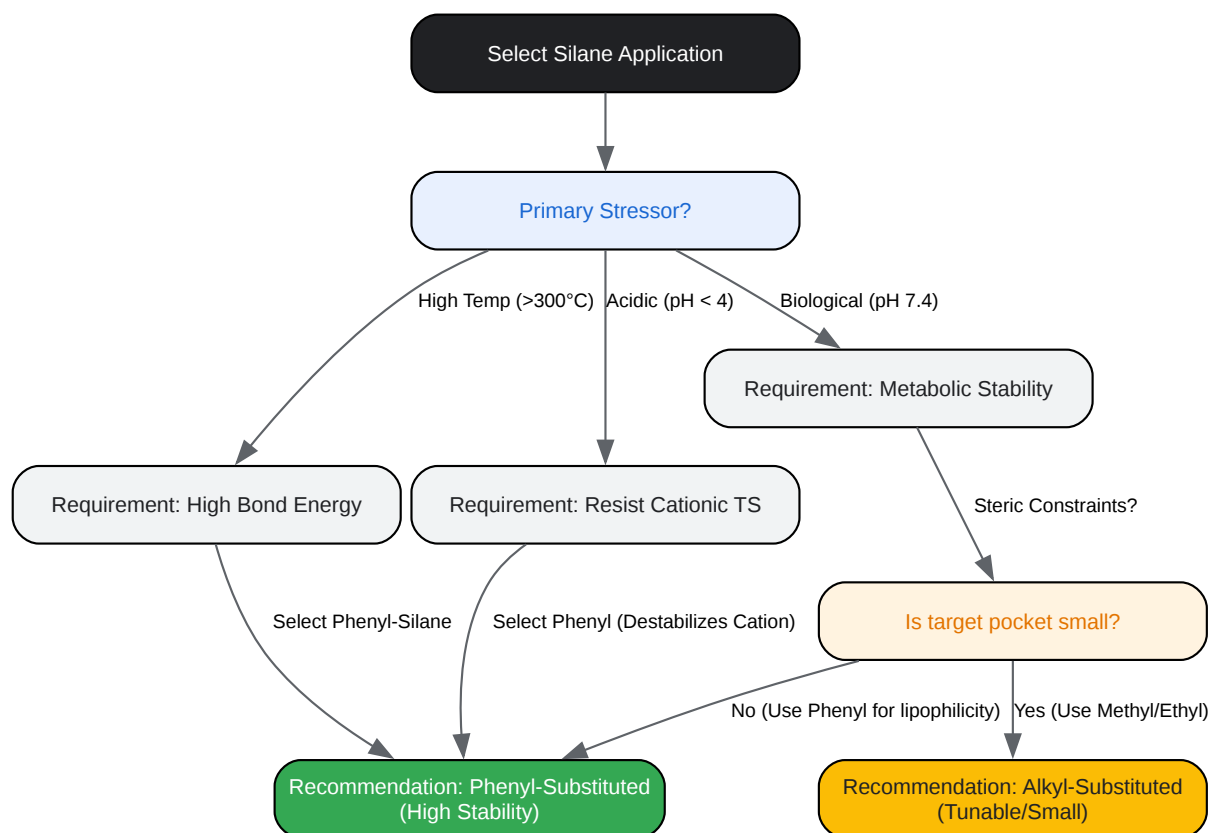 Select Silane Application
Primary Stressor?
High Temp (>300°C)
Acidic (pH < 4)
Biological (pH 7.4)
Requirement: Metabolic Stability
Requirement: High Bond Energy
Requirement: Resist Cationic TS
Steric Constraints?
Select Phenyl-Silane
Select Phenyl (Destabilizes Cation)
Is target pocket small?
No (Use Phenyl for lipophilicity)
Yes (Use Methyl/Ethyl)
Recommendation: Phenyl-Substituted
(High Stability)
Recommendation: Alkyl-Substituted
(Tunable/Small)